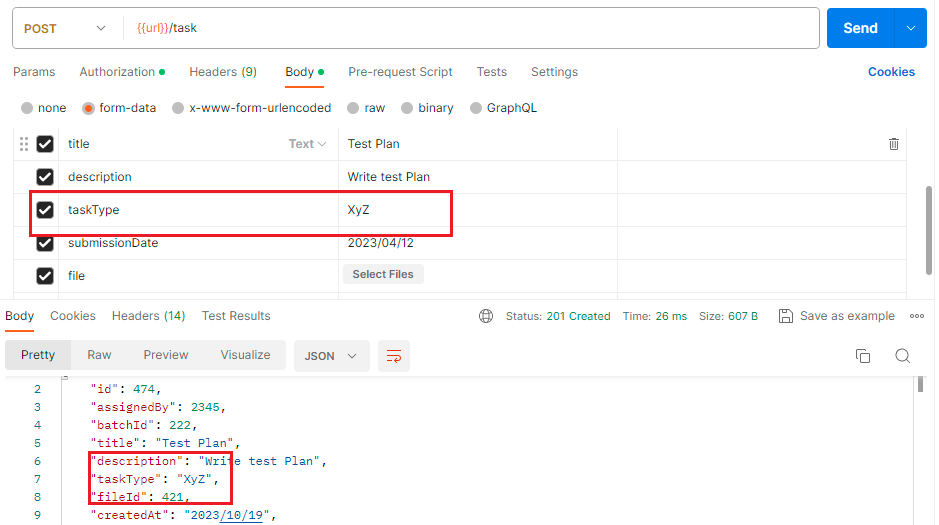 POST {{url}}/task Send
Params Authorization Headers (9) Body Pre-request Script Tests Settings Cookies
none form-data x-www-form-urlencoded raw binary GraphQL
title Text Test Plan
description Write test Plan
taskType XyZ
submissionDate 2023/04/12
file Select Files
Body Cookies Headers (14) Test Results Status: 201 Created Time: 26 ms Size: 607 B Save as example
Pretty Raw Preview Visualize JSON
2 "id": 474,
3 "assignedBy": 2345,
4 "batchId": 222,
5 "title": "Test Plan",
6 "description": "Write test Plan",
7 "taskType": "XyZ",
8 "fileId": 421,
9 "createdAt": "2023/10/19",